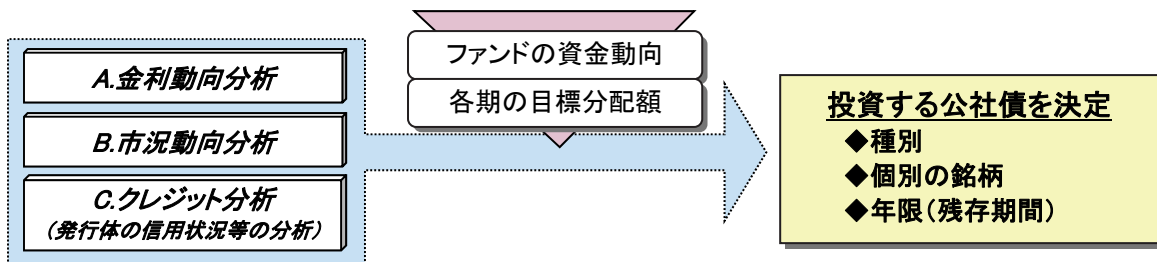 A.金利動向分析
B.市況動向分析
C.クレジット分析
(発行体の信用状況等の分析)
ファンドの資金動向
各期の目標分配額
投資する公社債を決定
◆種別
◆個別の銘柄
◆年限(残存期間)